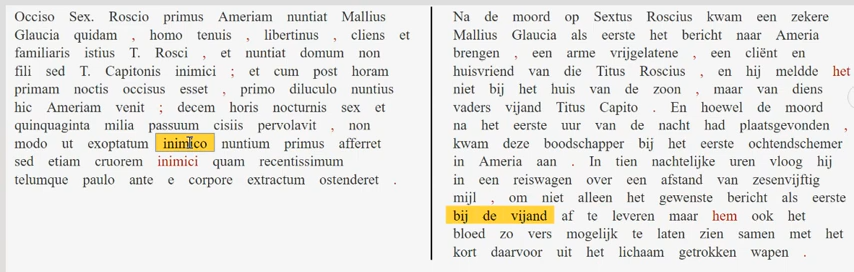 Occiso Sex. Roscio primus Ameriam nuntiat Mallius
Glaucia quidam , homo tenuis , libertinus , cliens et
familiaris istius T. Rosci , et nuntiat domum non
fili sed T. Capitonis inimici ; et cum post horam
primam noctis occisus esset , primo diluculo nuntius
hic Ameriam venit ; decem horis nocturnis sex et
quinquaginta milia passuum cisiis pervolavit , non
modo ut exoptatum inimico nuntium primus afferret
sed etiam cruorem inimici quam recentissimum
telumque paulo ante e corpore extractum ostenderet .
Na de moord op Sextus Roscius kwam een zekere
Mallius Glaucia als eerste het bericht naar Ameria
brengen , een arme vrijgelatene , een cliënt en
huisvriend van die Titus Roscius , en hij meldde het
niet bij het huis van de zoon , maar van diens
vaders vijand Titus Capito . En hoewel de moord
na het eerste uur van de nacht had plaatsgevonden ,
kwam deze boodschapper bij het eerste ochtendschemer
in Ameria aan . In tien nachtelijke uren vloog hij
in een reiswagen over een afstand van zesenvijftig
mijl , om niet alleen het gewenste bericht als eerste
bij de vijand af te leveren maar hem ook het
bloed zo vers mogelijk te laten zien samen met het
kort daarvoor uit het lichaam getrokken wapen .